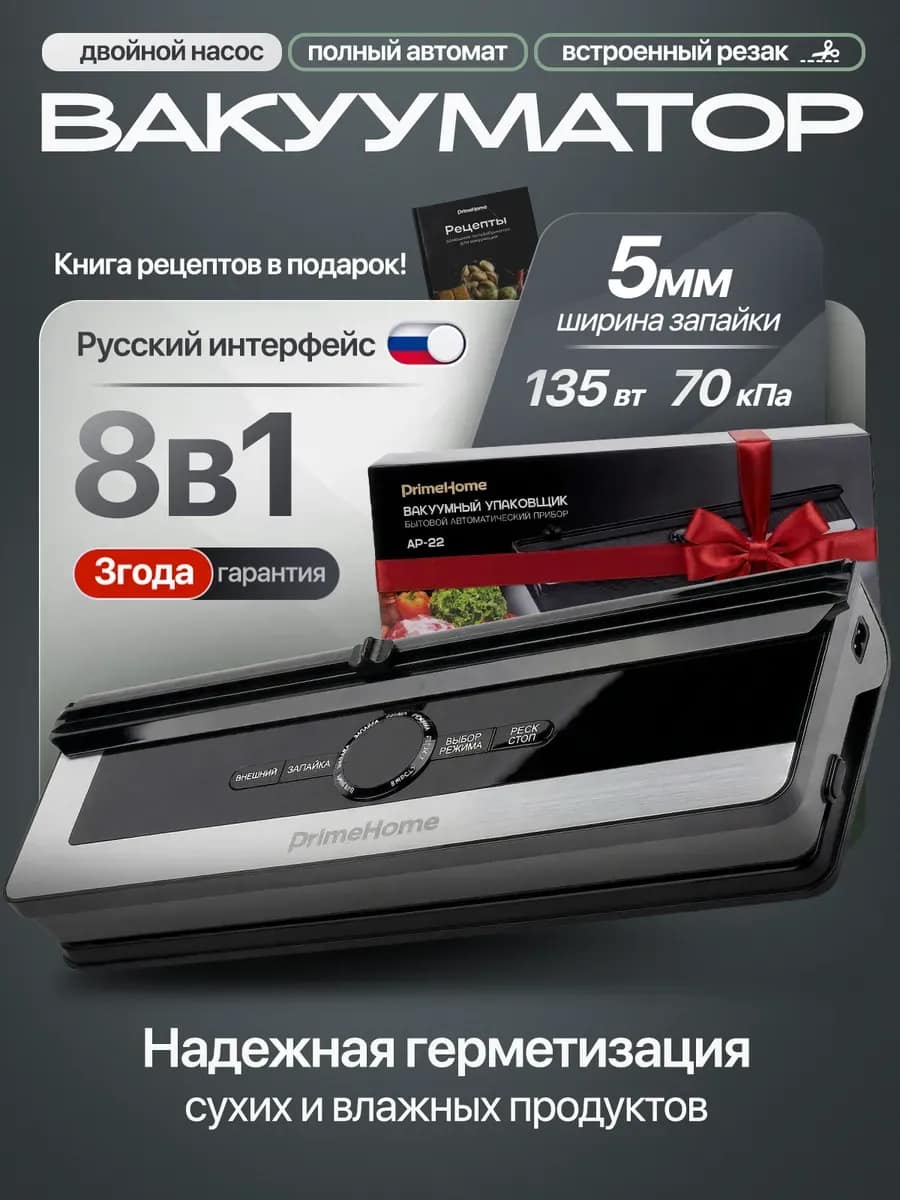 двойной насос
полный автомат
встроенный резак
ВАКУУМАТОР
PrimeHome
Рецепты
Книга рецептов в подарок!
5мм
ширина запайки
135 вт 70 кПа
Русский интерфейс
8в1
3года гарантия
PrimeHome
ВАКУУМНЫЙ УПАКОВЩИК
БЫТОВОЙ АВТОМАТИЧЕСКИЙ ПРИБОР
AP-22
ВНЕШНИЙ
ЗАПАЙКА
ВЫБОР
РЕЖИМА
РЕСК
СТОП
PrimeHome
Надежная герметизация
сухих и влажных продуктов